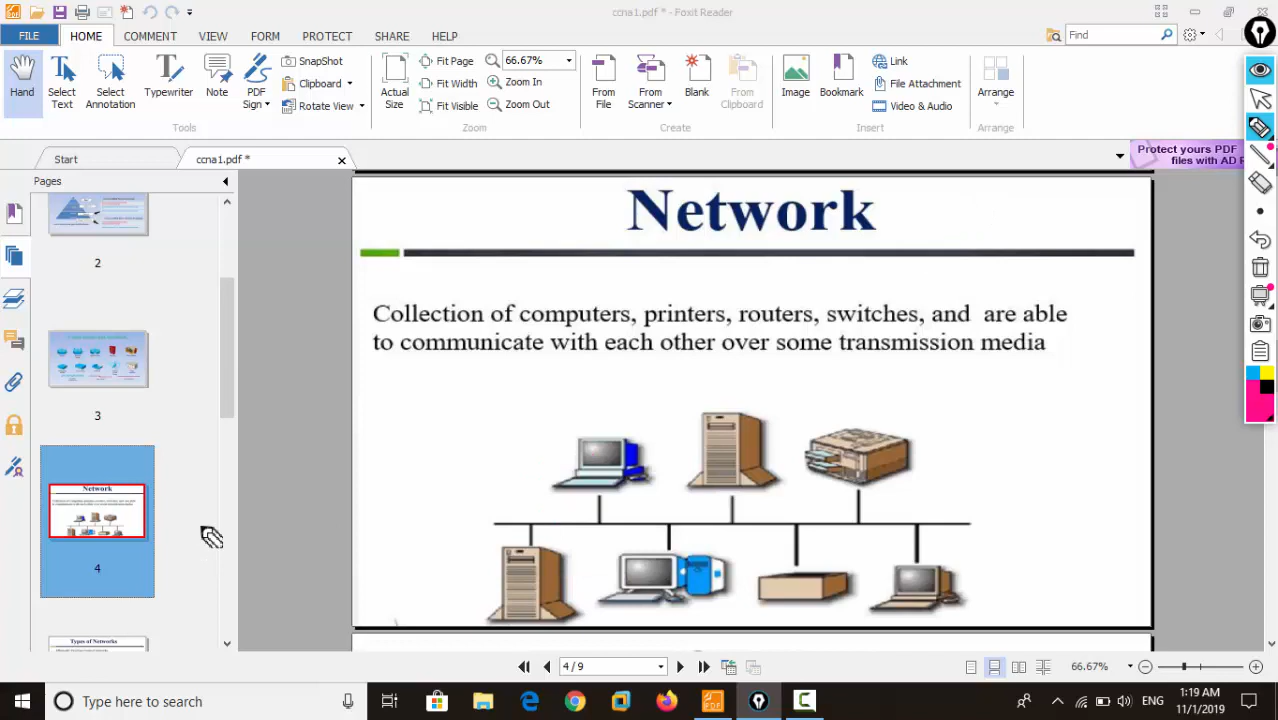 ccna1.pdf * - Foxit Reader
FILE
HOME
COMMENT
VIEW
FORM
PROTECT
SHARE
HELP
Find
Hand
Select Text
Select Annotation
SnapShot
Clipboard
Rotate View
Typewriter
Note
PDF Sign
Tools
Actual Size
Fit Page
Fit Width
Fit Visible
66.67%
Zoom In
Zoom Out
Zoom
From File
From Scanner
Blank
From Clipboard
Create
Image
Bookmark
Link
File Attachment
Video & Audio
Insert
Arrange
Arrange
Start
ccna1.pdf *
Protect yours PDF
files with AD R
Pages
2
3
Network
4
Types of Networks
Network
Collection of computers, printers, routers, switches, and are able
to communicate with each other over some transmission media
4 / 9
66.67%
Type here to search
ENG
1:19 AM
11/1/2019